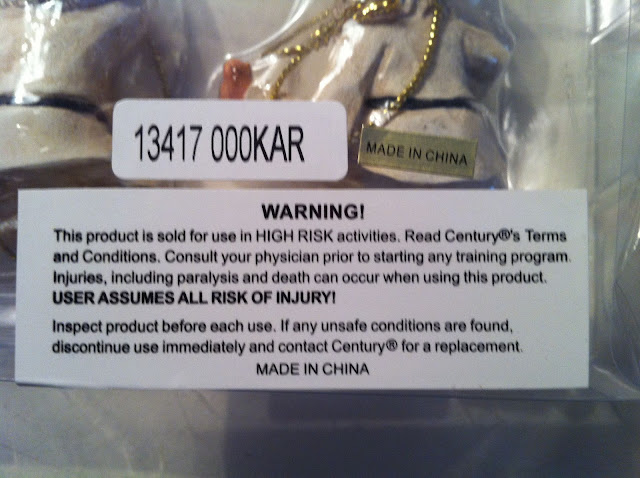 13417 000KAR
MADE IN CHINA
WARNING!
This product is sold for use in HIGH RISK activities. Read Century®'s Terms
and Conditions. Consult your physician prior to starting any training program.
Injuries, including paralysis and death can occur when using this product.
USER ASSUMES ALL RISK OF INJURY!
Inspect product before each use. If any unsafe conditions are found,
discontinue use immediately and contact Century® for a replacement.
MADE IN CHINA